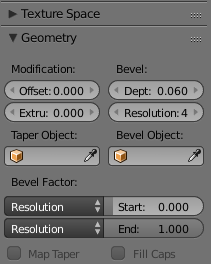 Texture Space
Geometry
Modification: Bevel:
Offset: 0.000 Dept: 0.060
Extru: 0.000 Resolution: 4
Taper Object: Bevel Object:
Bevel Factor:
Resolution Start: 0.000
Resolution End: 1.000
Map Taper Fill Caps